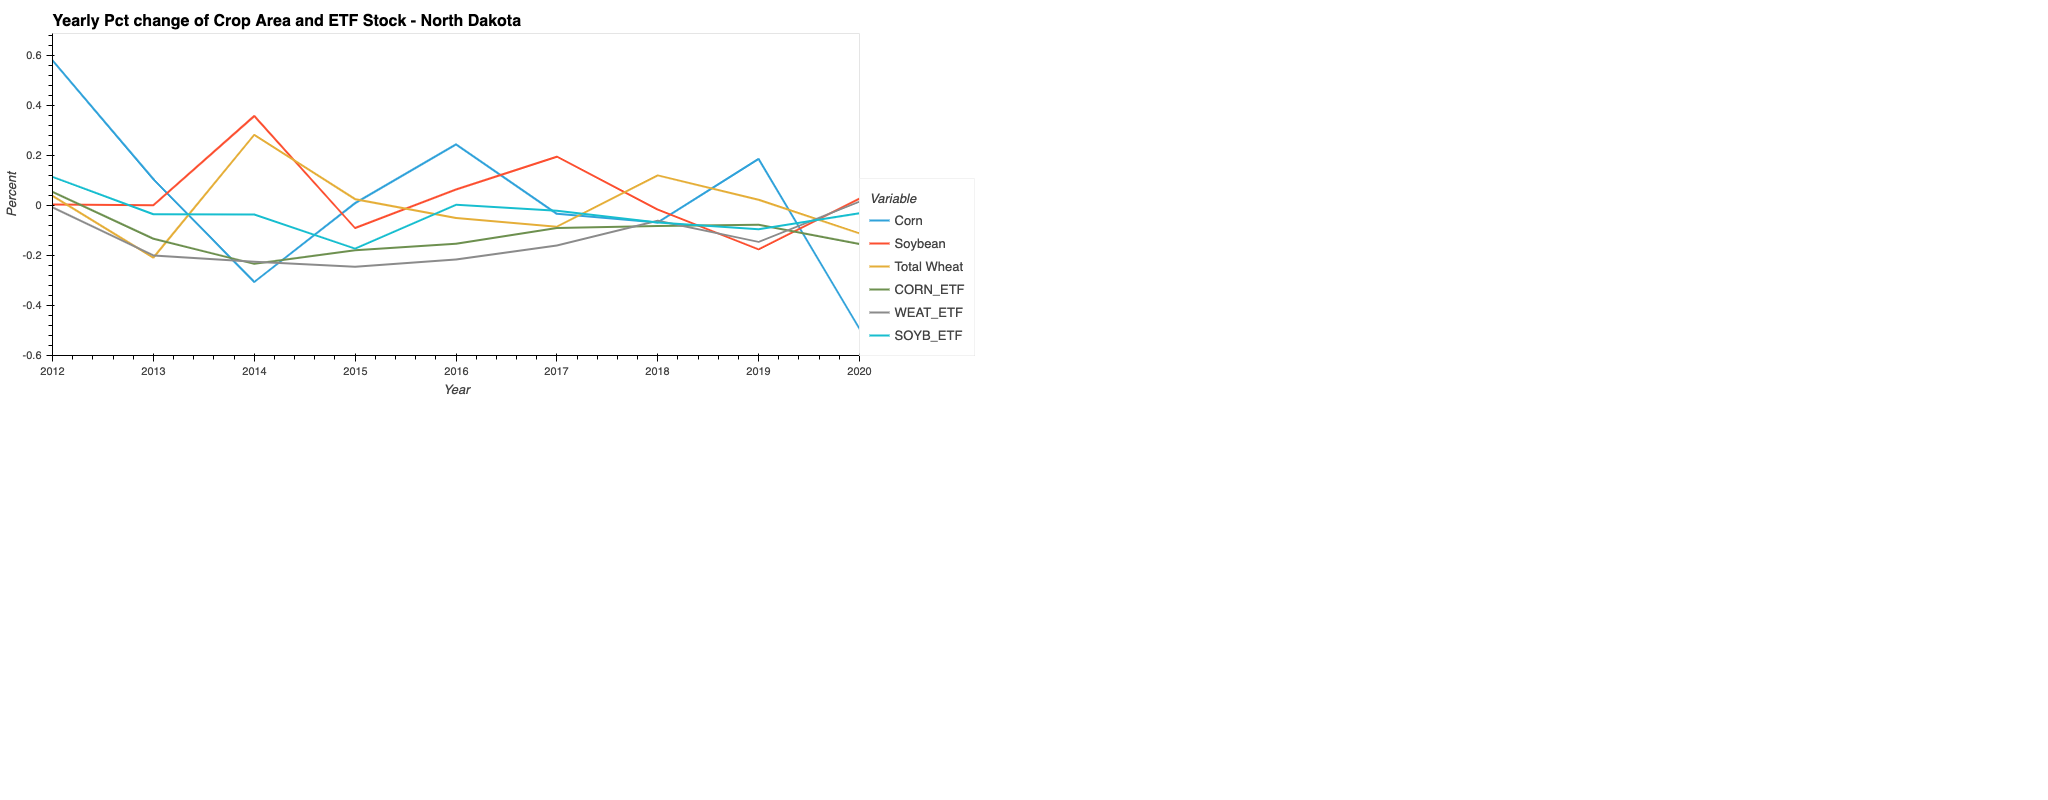 Yearly Pct change of Crop Area and ETF Stock - North Dakota
Percent
0.6
0.4
0.2
0
-0.2
-0.4
-0.6
2012 2013 2014 2015 2016 2017 2018 2019 2020
Year
Variable
Corn
Soybean
Total Wheat
CORN_ETF
WEAT_ETF
SOYB_ETF